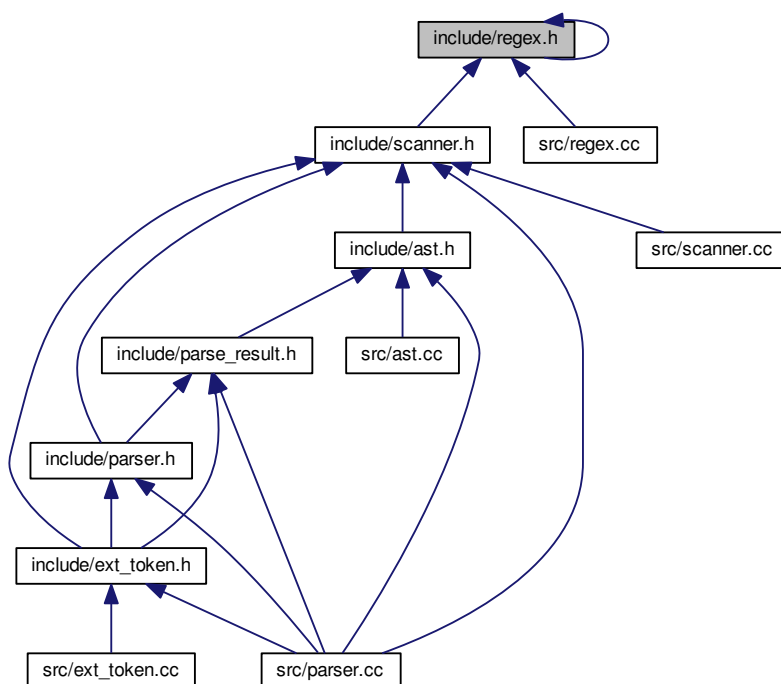 include/regex.h
include/scanner.h
src/regex.cc
include/ast.h
src/scanner.cc
include/parse_result.h
src/ast.cc
include/parser.h
include/ext_token.h
src/ext_token.cc
src/parser.cc